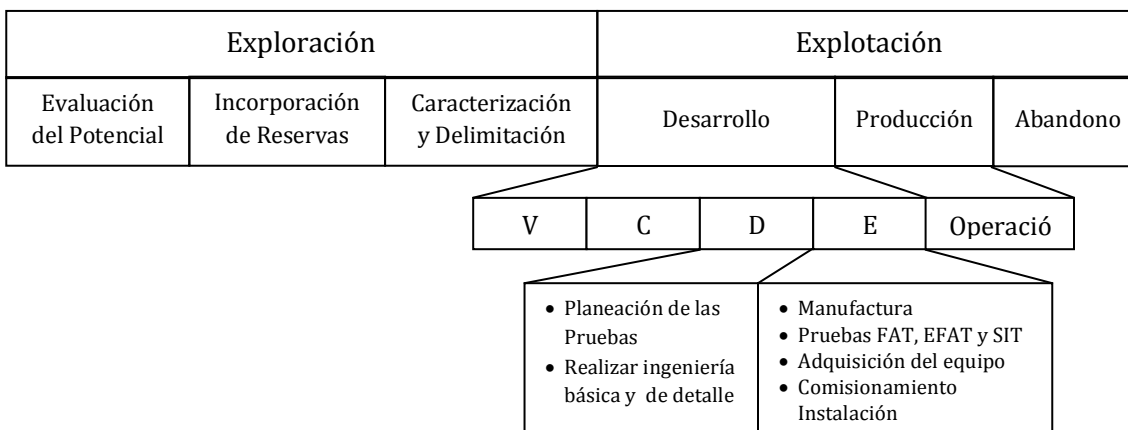 Exploración
Explotación
Evaluación
del Potencial
Incorporación
de Reservas
Caracterización
y Delimitación
Desarrollo
Producción
Abandono
V
C
D
E
Operació
• Planeación de las
Pruebas
• Realizar ingeniería
básica y de detalle
• Manufactura
• Pruebas FAT, EFAT y SIT
• Adquisición del equipo
• Comisionamiento
Instalación